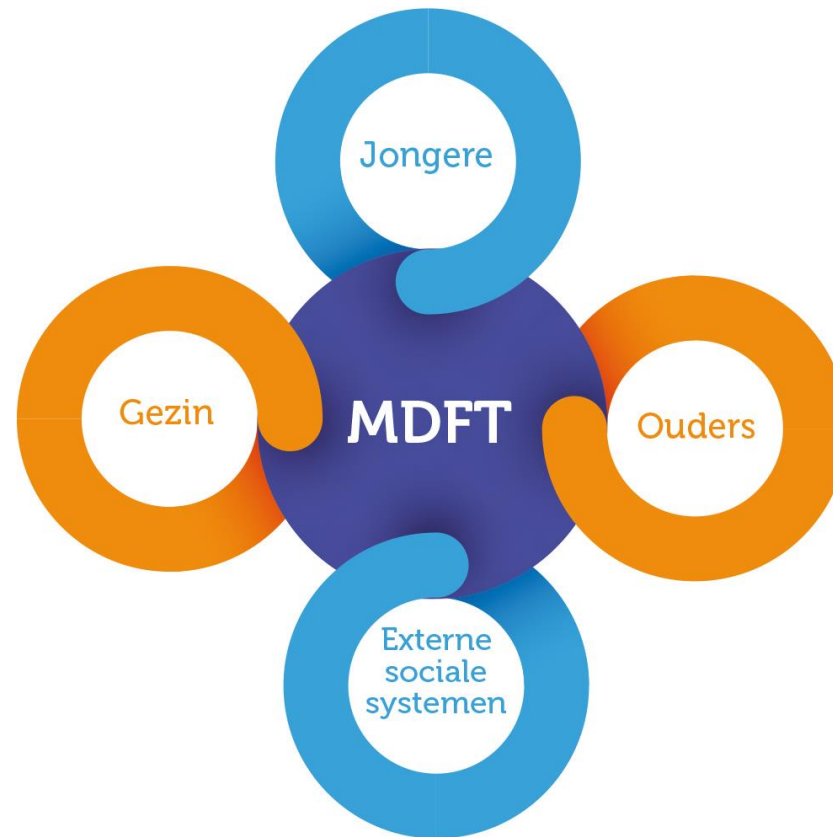 Jongere
Gezin
MDFT
Ouders
Externe
sociale
systemen